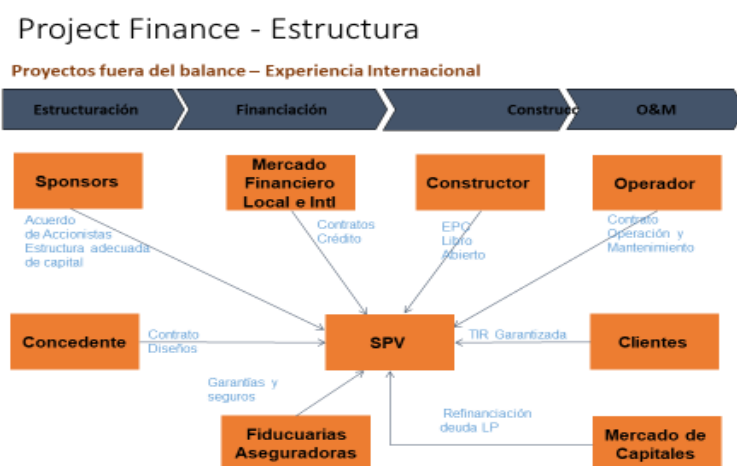 Project Finance - Estructura
Proyectos fuera del balance – Experiencia Internacional
Estructuración
Financiación
Construcc
O&M
Sponsors
Mercado
Financiero
Local e Intl
Constructor
Operador
Acuerdo
de Accionistas
Estructura adecuada
de capital
Contratos
Crédito
EPC
Libro
Abierto
Contrato
Operación y
Mantenimiento
Concedente
Contrato
Diseños
SPV
TIR Garantizada
Clientes
Garantías y
seguros
Fiducuarias
Aseguradoras
Refinanciación
deuda LP
Mercado de
Capitales